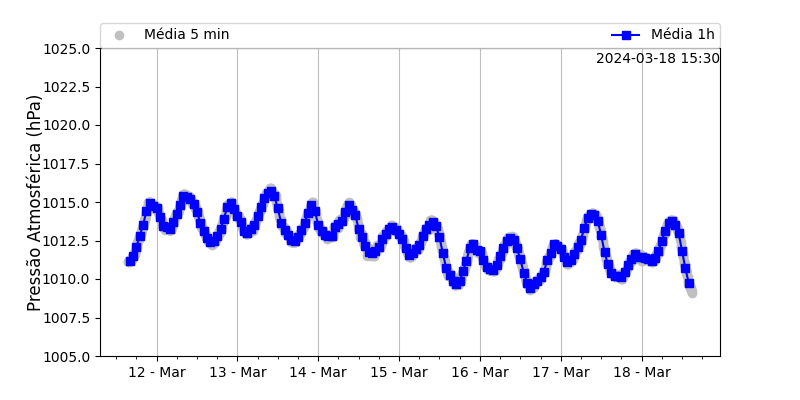 Média 5 min
Média 1h
2024-03-18 15:30
Pressão Atmosférica (hPa)
1025.0
1022.5
1020.0
1017.5
1015.0
1012.5
1010.0
1007.5
1005.0
12 - Mar
13 - Mar
14 - Mar
15 - Mar
16 - Mar
17 - Mar
18 - Mar